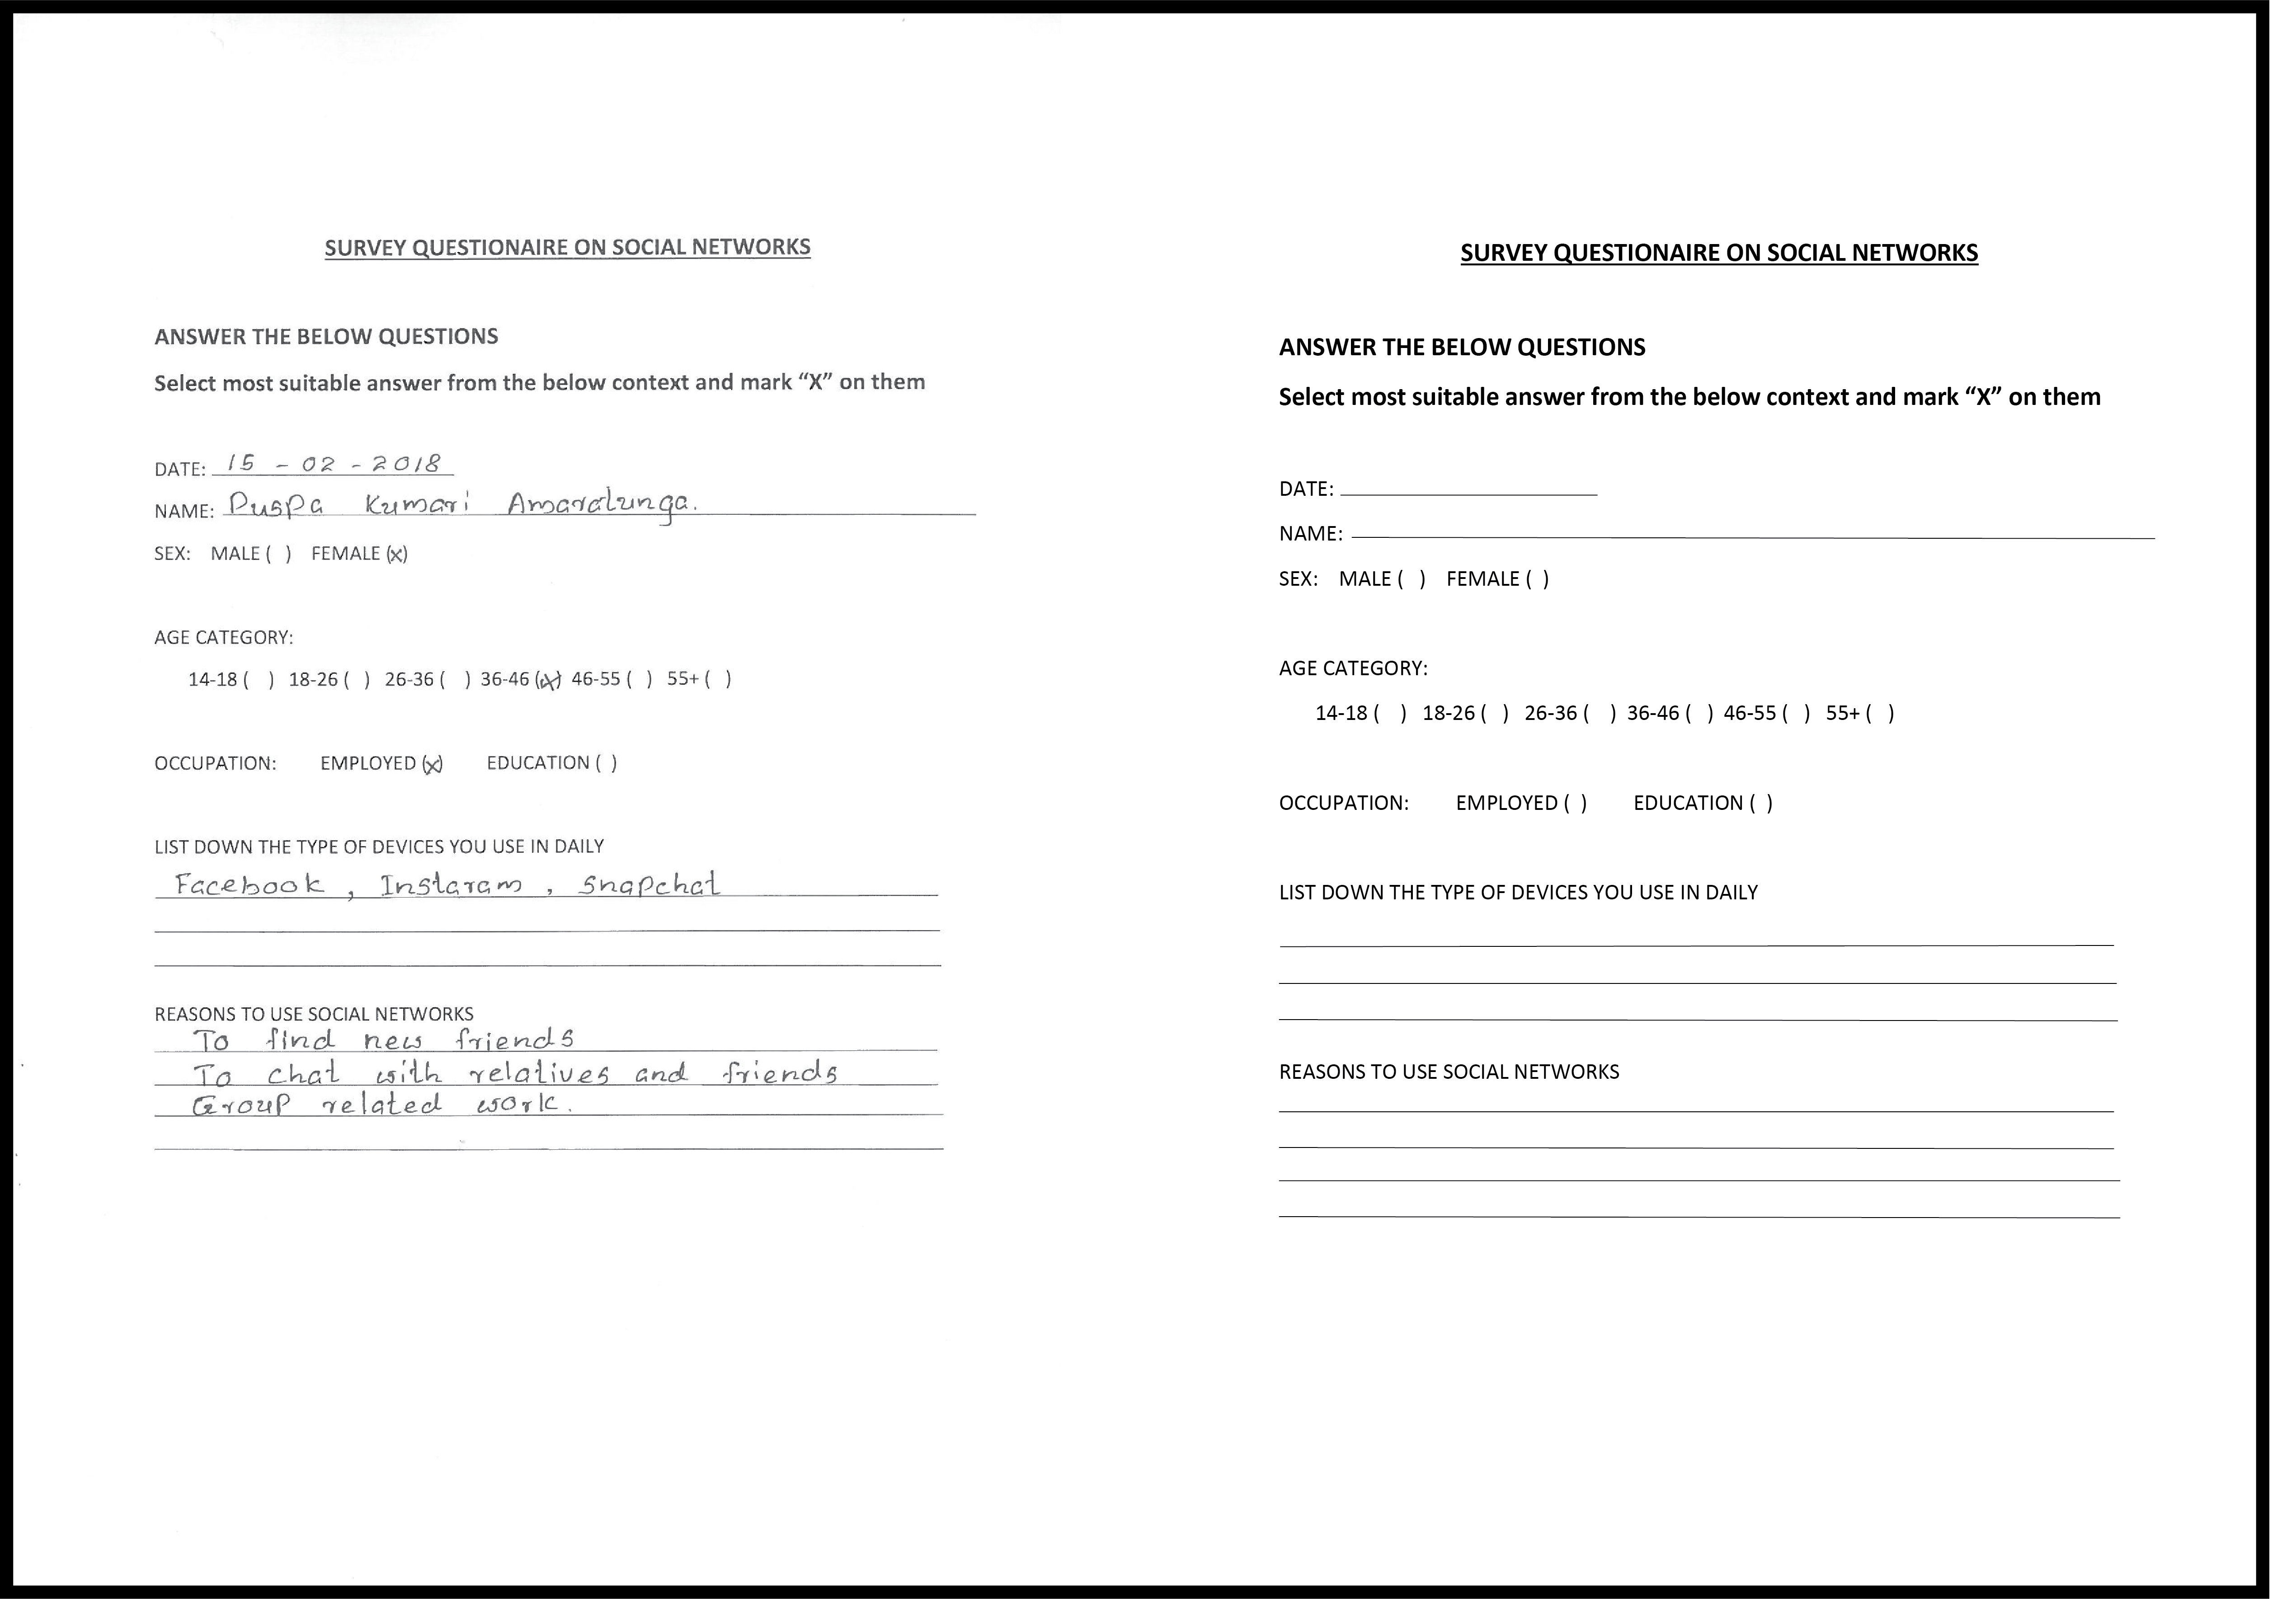 SURVEY QUESTIONAIRE ON SOCIAL NETWORKS
ANSWER THE BELOW QUESTIONS
Select most suitable answer from the below context and mark “X” on them
DATE: 15 - 02 - 2018
NAME: Puspa Kumari Amaratunga.
SEX: MALE ( ) FEMALE (x)
AGE CATEGORY:
14-18 ( ) 18-26 ( ) 26-36 ( ) 36-46 (x) 46-55 ( ) 55+ ( )
OCCUPATION: EMPLOYED (x) EDUCATION ( )
LIST DOWN THE TYPE OF DEVICES YOU USE IN DAILY
Facebook , Instaram , Snapchat
REASONS TO USE SOCIAL NETWORKS
To find new friends
To chat with relatives and friends
Group related work.
SURVEY QUESTIONAIRE ON SOCIAL NETWORKS
ANSWER THE BELOW QUESTIONS
Select most suitable answer from the below context and mark “X” on them
DATE:
NAME:
SEX: MALE ( ) FEMALE ( )
AGE CATEGORY:
14-18 ( ) 18-26 ( ) 26-36 ( ) 36-46 ( ) 46-55 ( ) 55+ ( )
OCCUPATION: EMPLOYED ( ) EDUCATION ( )
LIST DOWN THE TYPE OF DEVICES YOU USE IN DAILY
REASONS TO USE SOCIAL NETWORKS